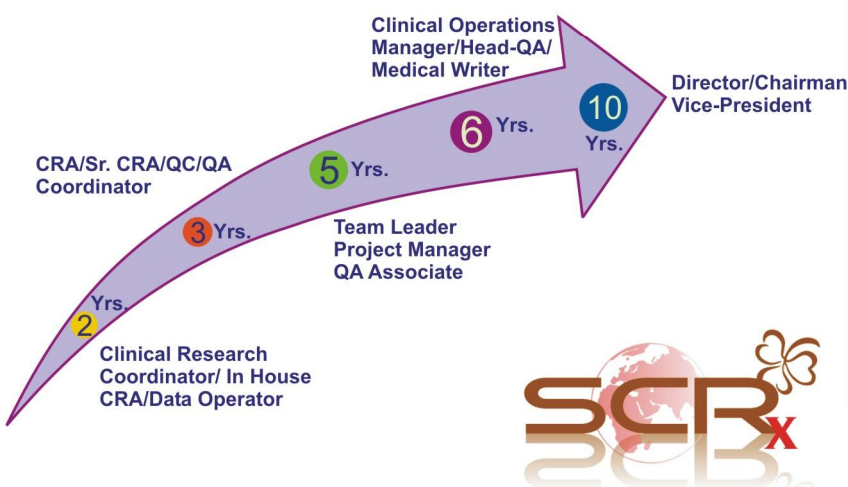 Clinical Operations
Manager/Head-QA/
Medical Writer
Director/Chairman
Vice-President
10
Yrs.
6 Yrs.
CRA/Sr. CRA/QC/QA
Coordinator
5 Yrs.
3 Yrs.
Team Leader
Project Manager
QA Associate
Yrs.
2
Clinical Research
Coordinator/ In House
CRA/Data Operator
SCRx